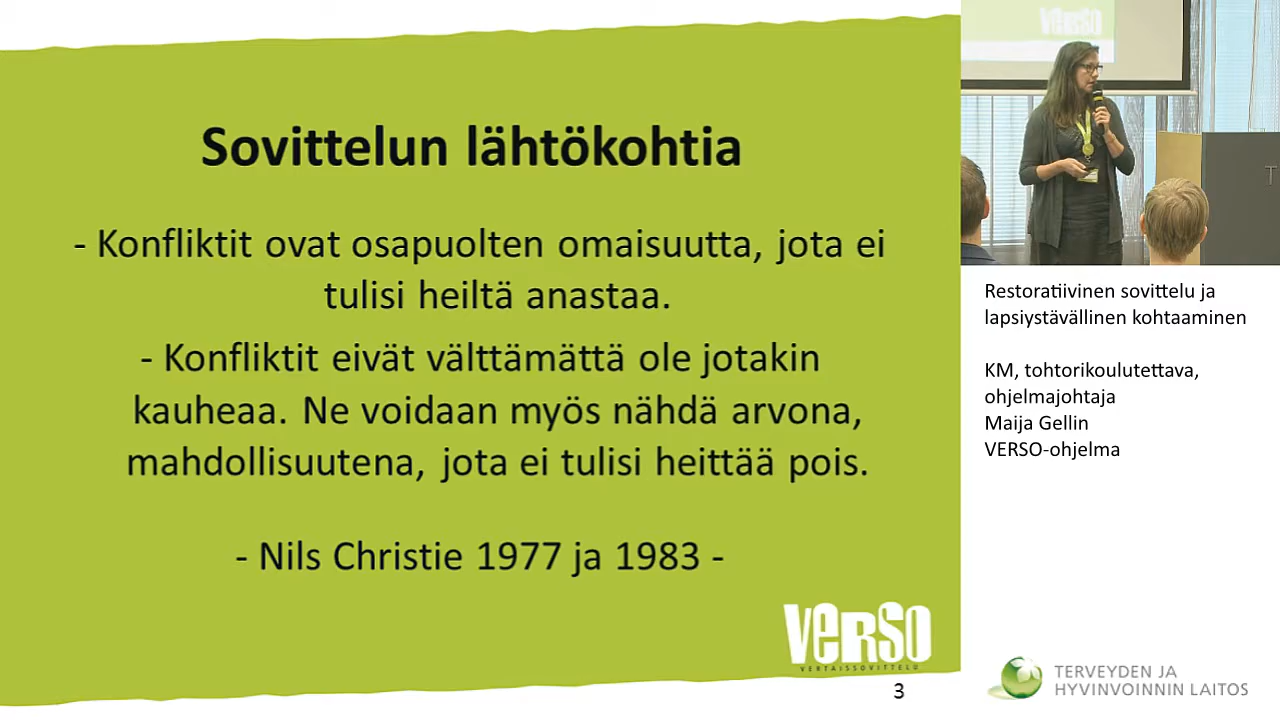 Sovittelun lähtökohtia
- Konfliktit ovat osapuolten omaisuutta, jota ei
tulisi heiltä anastaa.
- Konfliktit eivät välttämättä ole jotakin
kauheaa. Ne voidaan myös nähdä arvona,
mahdollisuutena, jota ei tulisi heittää pois.
- Nils Christie 1977 ja 1983 -
VERSO
VERTAISSOVITTELU
3
VERSO
T
Restoratiivinen sovittelu ja
lapsiystävällinen kohtaaminen
KM, tohtorikoulutettava,
ohjelmajohtaja
Maija Gellin
VERSO-ohjelma
TERVEYDEN JA
HYVINVOINNIN LAITOS